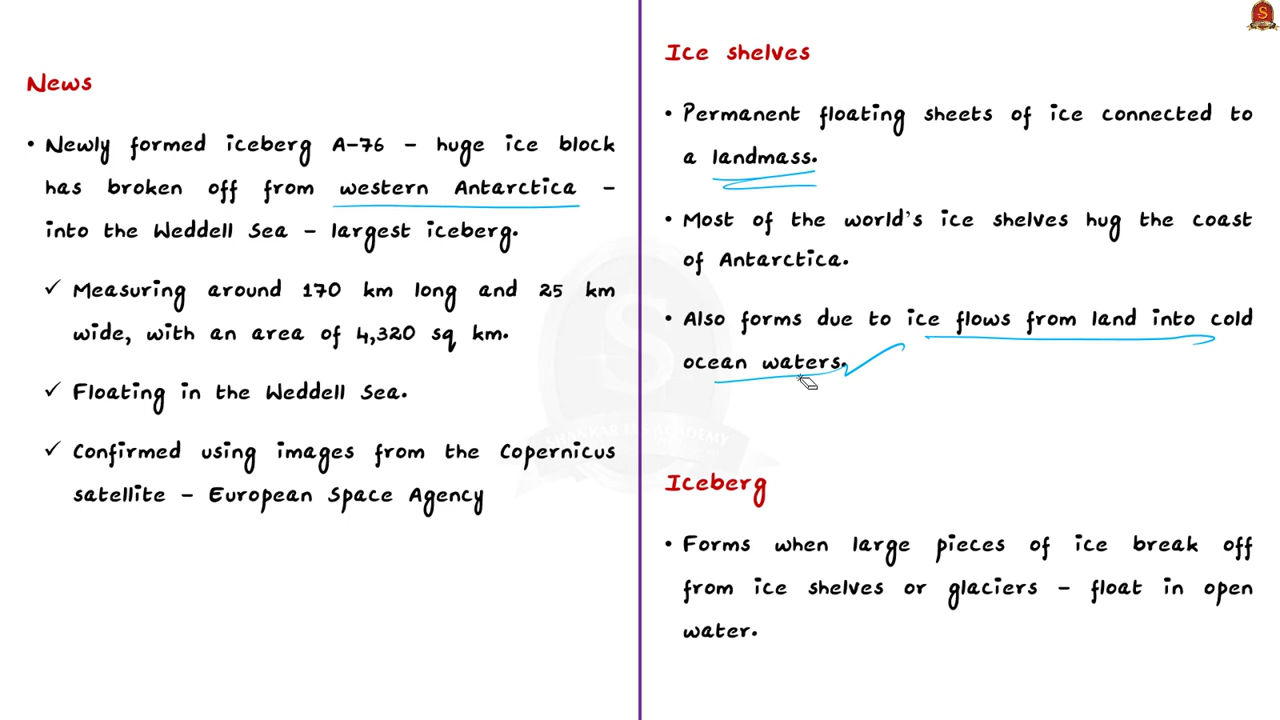 News
• Newly formed iceberg A-76 – huge ice block
has broken off from western Antarctica –
into the Weddell Sea – largest iceberg.
✓ Measuring around 170 km long and 25 km
wide, with an area of 4,320 sq km.
✓ Floating in the Weddell Sea.
✓ Confirmed using images from the Copernicus
satellite – European Space Agency
Ice shelves
• Permanent floating sheets of ice connected to
a landmass.
• Most of the world's ice shelves hug the coast
of Antarctica.
• Also forms due to ice flows from land into cold
ocean waters.
Iceberg
• Forms when large pieces of ice break off
from ice shelves or glaciers – float in open
water.
SHANKAR IAS ACADEMY
S